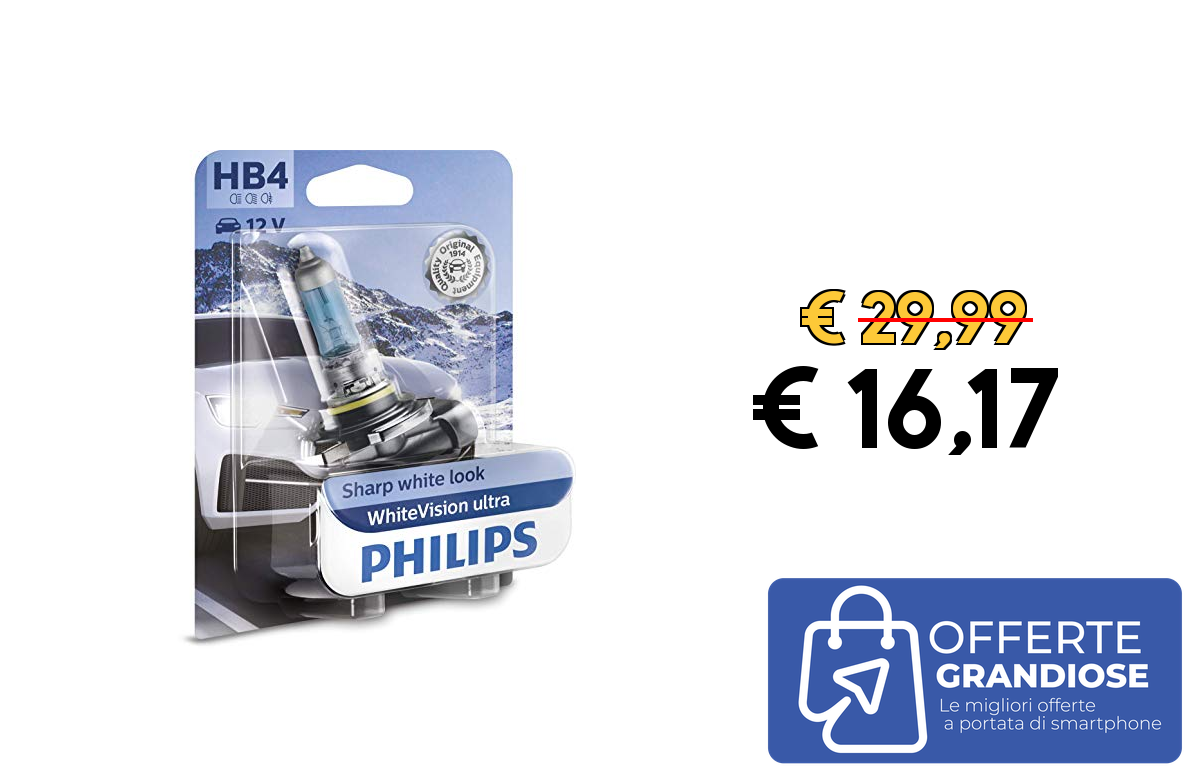 HB4
12 V
Quality Original Equipment
1914
Sharp white look
WhiteVision ultra
PHILIPS
€ 29,99
€ 16,17
OFFERTE
GRANDIOSE
Le migliori offerte
a portata di smartphone